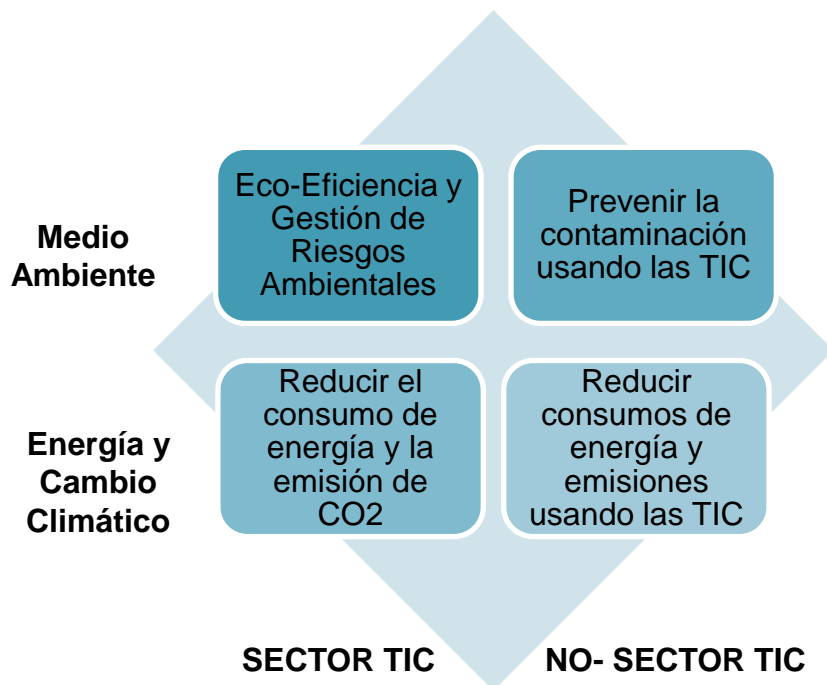 Medio
Ambiente
Eco-Eficiencia y
Gestión de
Riesgos
Ambientales
Prevenir la
contaminación
usando las TIC
Energía y
Cambio
Climático
Reducir el
consumo de
energía y la
emisión de
CO2
Reducir
consumos de
energía y
emisiones
usando las TIC
SECTOR TIC
NO- SECTOR TIC